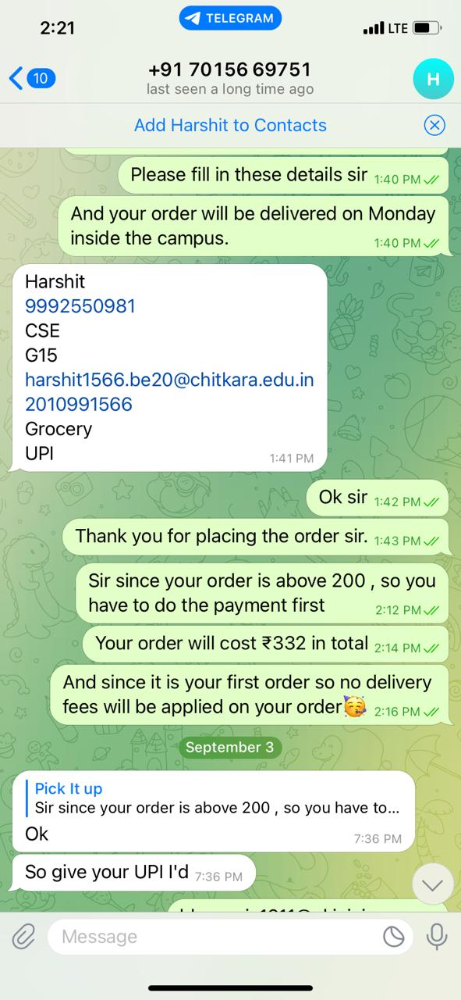 2:21
TELEGRAM
LTE
10
+91 70156 69751
last seen a long time ago
H
Add Harshit to Contacts
Please fill in these details sir 1:40 PM
And your order will be delivered on Monday
inside the campus. 1:40 PM
Harshit
9992550981
CSE
G15
harshit1566.be20@chitkara.edu.in
2010991566
Grocery
UPI 1:41 PM
Ok sir 1:42 PM
Thank you for placing the order sir. 1:43 PM
Sir since your order is above 200 , so you
have to do the payment first 2:12 PM
Your order will cost ₹332 in total 2:14 PM
And since it is your first order so no delivery
fees will be applied on your order🥳 2:16 PM
September 3
Pick It up
Sir since your order is above 200 , so you have to...
Ok 7:36 PM
So give your UPI I'd 7:36 PM
Message